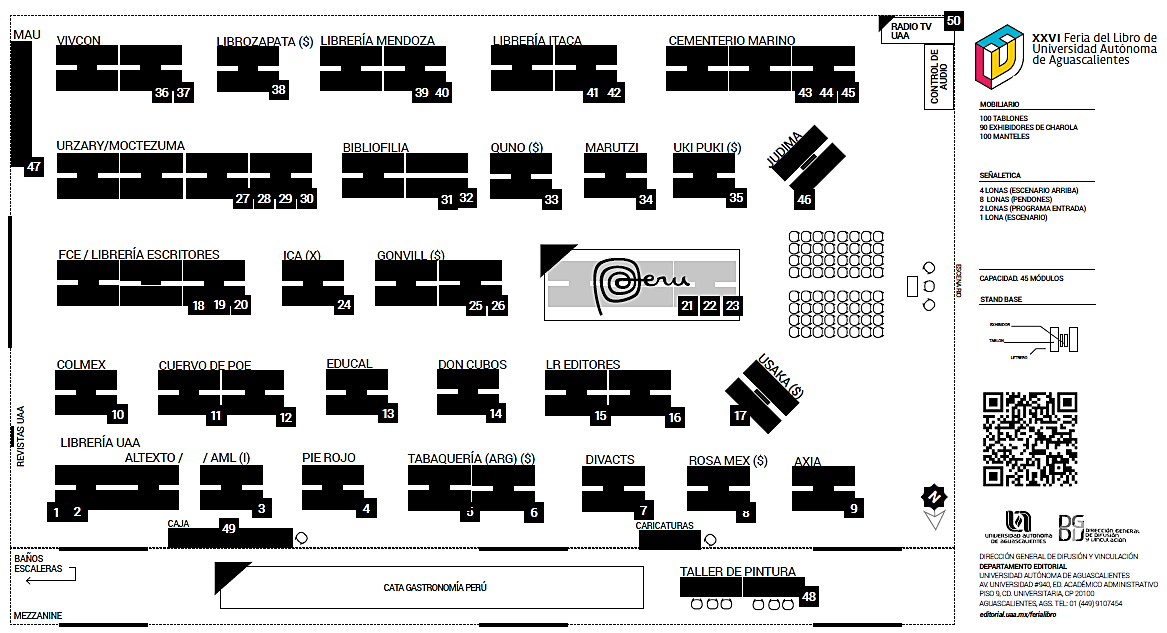 MAU
VIVCON
LIBROZAPATA ($)
LIBRERÍA MENDOZA
LIBRERÍA ITACA
CEMENTERIO MARINO
RADIO TV
UAA
50
CONTROL DE
AUDIO
36 37
38
39 40
41 42
43 44 45
47
URZARY/MOCTEZUMA
BIBLIOFILIA
QUNO ($)
MARUTZI
UKI PUKI ($)
JUDIMA
27 28 29 30
31 32
33
34
35
46
FCE / LIBRERÍA ESCRITORES
ICA (X)
GONVILL ($)
Peru
18 19 20
24
25 26
21 22 23
ESCENARIO
COLMEX
CUERVO DE POE
EDUCAL
DON CUBOS
LR EDITORES
USAKA ($)
10
11
12
13
14
15
16
17
REVISTAS UAA
LIBRERÍA UAA
ALTEXTO /
/ AML (I)
PIE ROJO
TABAQUERÍA (ARG) ($)
DIVACTS
ROSA MEX ($)
AXIA
1 2
3
4
5
6
7
8
9
CAJA
49
CARICATURAS
N
BAÑOS
ESCALERAS
CATA GASTRONOMÍA PERÚ
TALLER DE PINTURA
48
MEZZANINE
XXVI Feria del Libro de
Universidad Autónoma
de Aguascalientes
MOBILIARIO
100 TABLONES
90 EXHIBIDORES DE CHAROLA
100 MANTELES
SEÑALETICA
4 LONAS (ESCENARIO ARRIBA)
8 LONAS (PENDONES)
2 LONAS (PROGRAMA ENTRADA)
1 LONA (ESCENARIO)
CAPACIDAD. 45 MÓDULOS
STAND BASE
EXHIBIDOR
TABLON
LETRERO
UNIVERSIDAD AUTONOMA
DE AGUASCALIENTES
DGDV
DIRECCIÓN GENERAL
DE DIFUSIÓN
Y VINCULACIÓN
DIRECCIÓN GENERAL DE DIFUSIÓN Y VINCULACIÓN
DEPARTAMENTO EDITORIAL
UNIVERSIDAD AUTÓNOMA DE AGUASCALIENTES
AV. UNIVERSIDAD #940, ED. ACADÉMICO ADMINISTRATIVO
PISO 9, CD. UNIVERSITARIA, CP 20100
AGUASCALIENTES, AGS. TEL: 01 (449) 9107454
editorial.uaa.mx/ferialibro